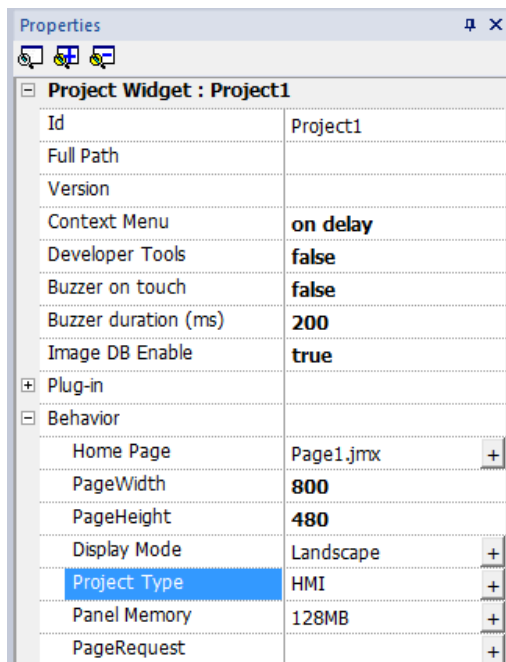 Properties
Project Widget : Project1
Id Project1
Full Path
Version
Context Menu on delay
Developer Tools false
Buzzer on touch false
Buzzer duration (ms) 200
Image DB Enable true
Plug-in
Behavior
Home Page Page1.jmx +
PageWidth 800
PageHeight 480
Display Mode Landscape +
Project Type HMI +
Panel Memory 128MB +
PageRequest +